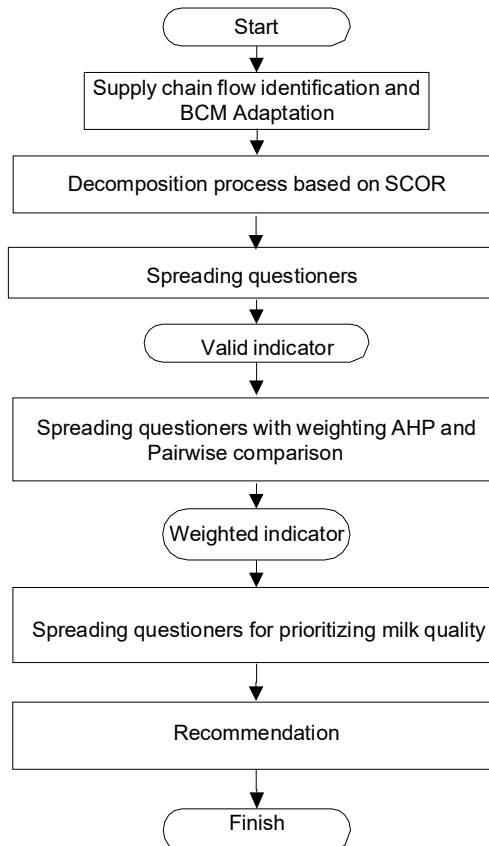 Start
Supply chain flow identification and
BCM Adaptation
Decomposition process based on SCOR
Spreading questioners
Valid indicator
Spreading questioners with weighting AHP and
Pairwise comparison
Weighted indicator
Spreading questioners for prioritizing milk quality
Recommendation
Finish